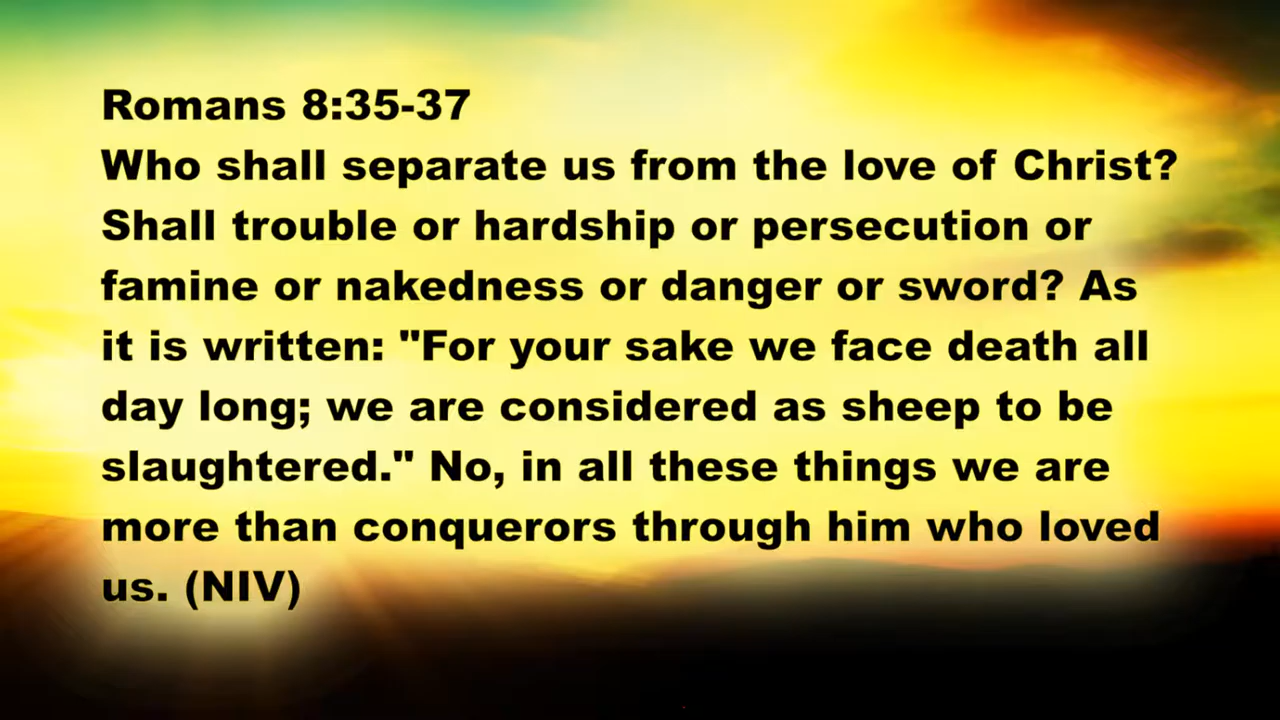 Romans 8:35-37
Who shall separate us from the love of Christ?
Shall trouble or hardship or persecution or
famine or nakedness or danger or sword? As
it is written: "For your sake we face death all
day long; we are considered as sheep to be
slaughtered." No, in all these things we are
more than conquerors through him who loved
us. (NIV)